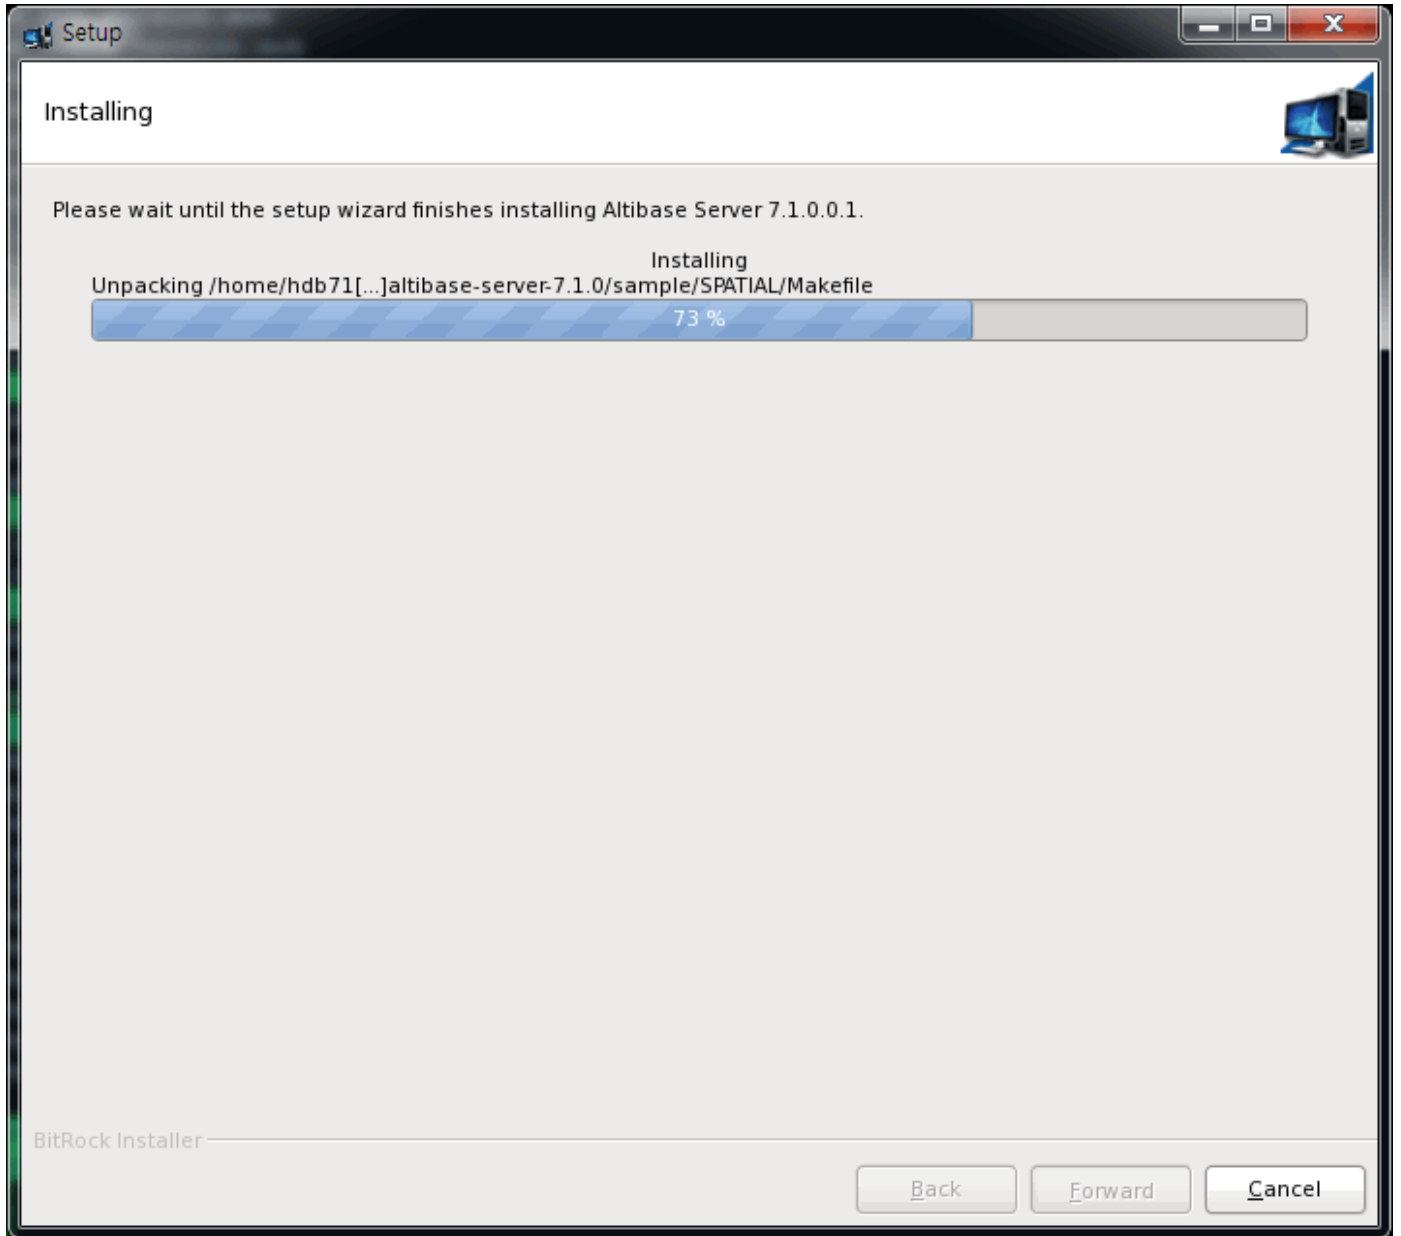 Setup
Installing
Please wait until the setup wizard finishes installing Altibase Server 7.1.0.0.1.
Installing
Unpacking /home/hdb71[...]altibase-server-7.1.0/sample/SPATIAL/Makefile
73 %
BitRock Installer
Back Forward Cancel